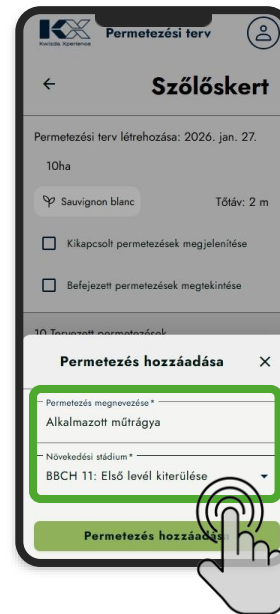 KX
Kwizda Xperience
Permetezési terv
Szőlőskert
Permetezési terv létrehozása: 2026. jan. 27.
10ha
Sauvignon blanc
Tőtáv: 2 m
Kikapcsolt permetezések megjelenítése
Befejezett permetezések megtekintése
10 Tervezett permetezések
Permetezés hozzáadása
Permetezés megnevezése*
Alkalmazott műtrágya
Növekedési stádium*
BBCH 11: Első levél kiterülése
Permetezés hozzáadása